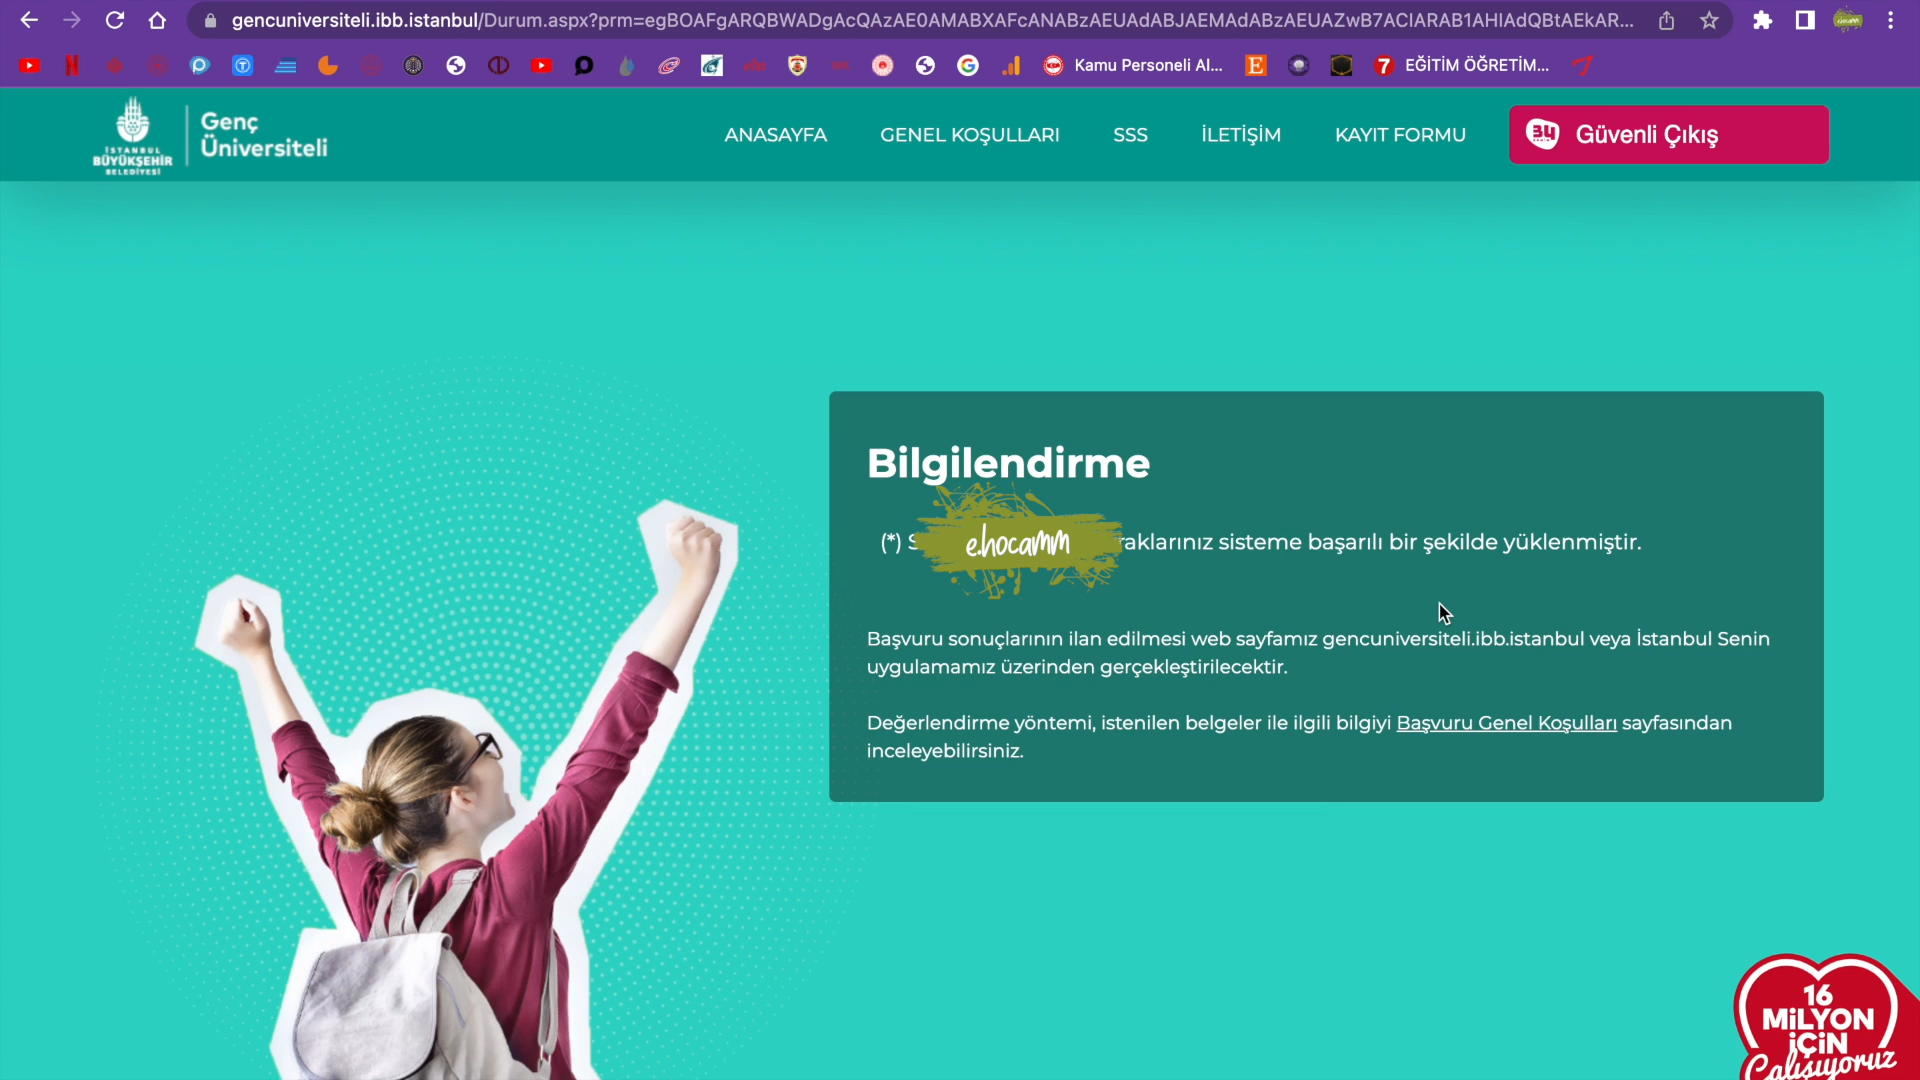 gencuniversiteli.ibb.istanbul/Durum.aspx?prm=egBOAFgARQBWADgAcQAzAE0AMABXAFcANABzAEUAdABJAEMAdABzAEUAZwB7ACIARAB1AHIAdQBtAEkAR...
Kamu Personeli Al...
E
7 EĞİTİM ÖĞRETİM...
İSTANBUL
BÜYÜKŞEHİR
BELEDİYESİ
Genç
Üniversiteli
ANASAYFA
GENEL KOŞULLARI
SSS
İLETİŞİM
KAYIT FORMU
34
Güvenli Çıkış
Bilgilendirme
(*) S e.hocamm raklarınız sisteme başarılı bir şekilde yüklenmiştir.
Başvuru sonuçlarının ilan edilmesi web sayfamız gencuniversiteli.ibb.istanbul veya İstanbul Senin
uygulamamız üzerinden gerçekleştirilecektir.
Değerlendirme yöntemi, istenilen belgeler ile ilgili bilgiyi Başvuru Genel Koşulları sayfasından
inceleyebilirsiniz.
16
MİLYON
İÇİN
Çalışıyoruz